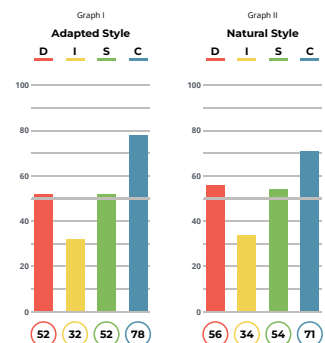 Graph I
Adapted Style
D I S C
100
80
60
40
20
0
52 32 52 78
Graph II
Natural Style
D I S C
100
80
60
40
20
0
56 34 54 71